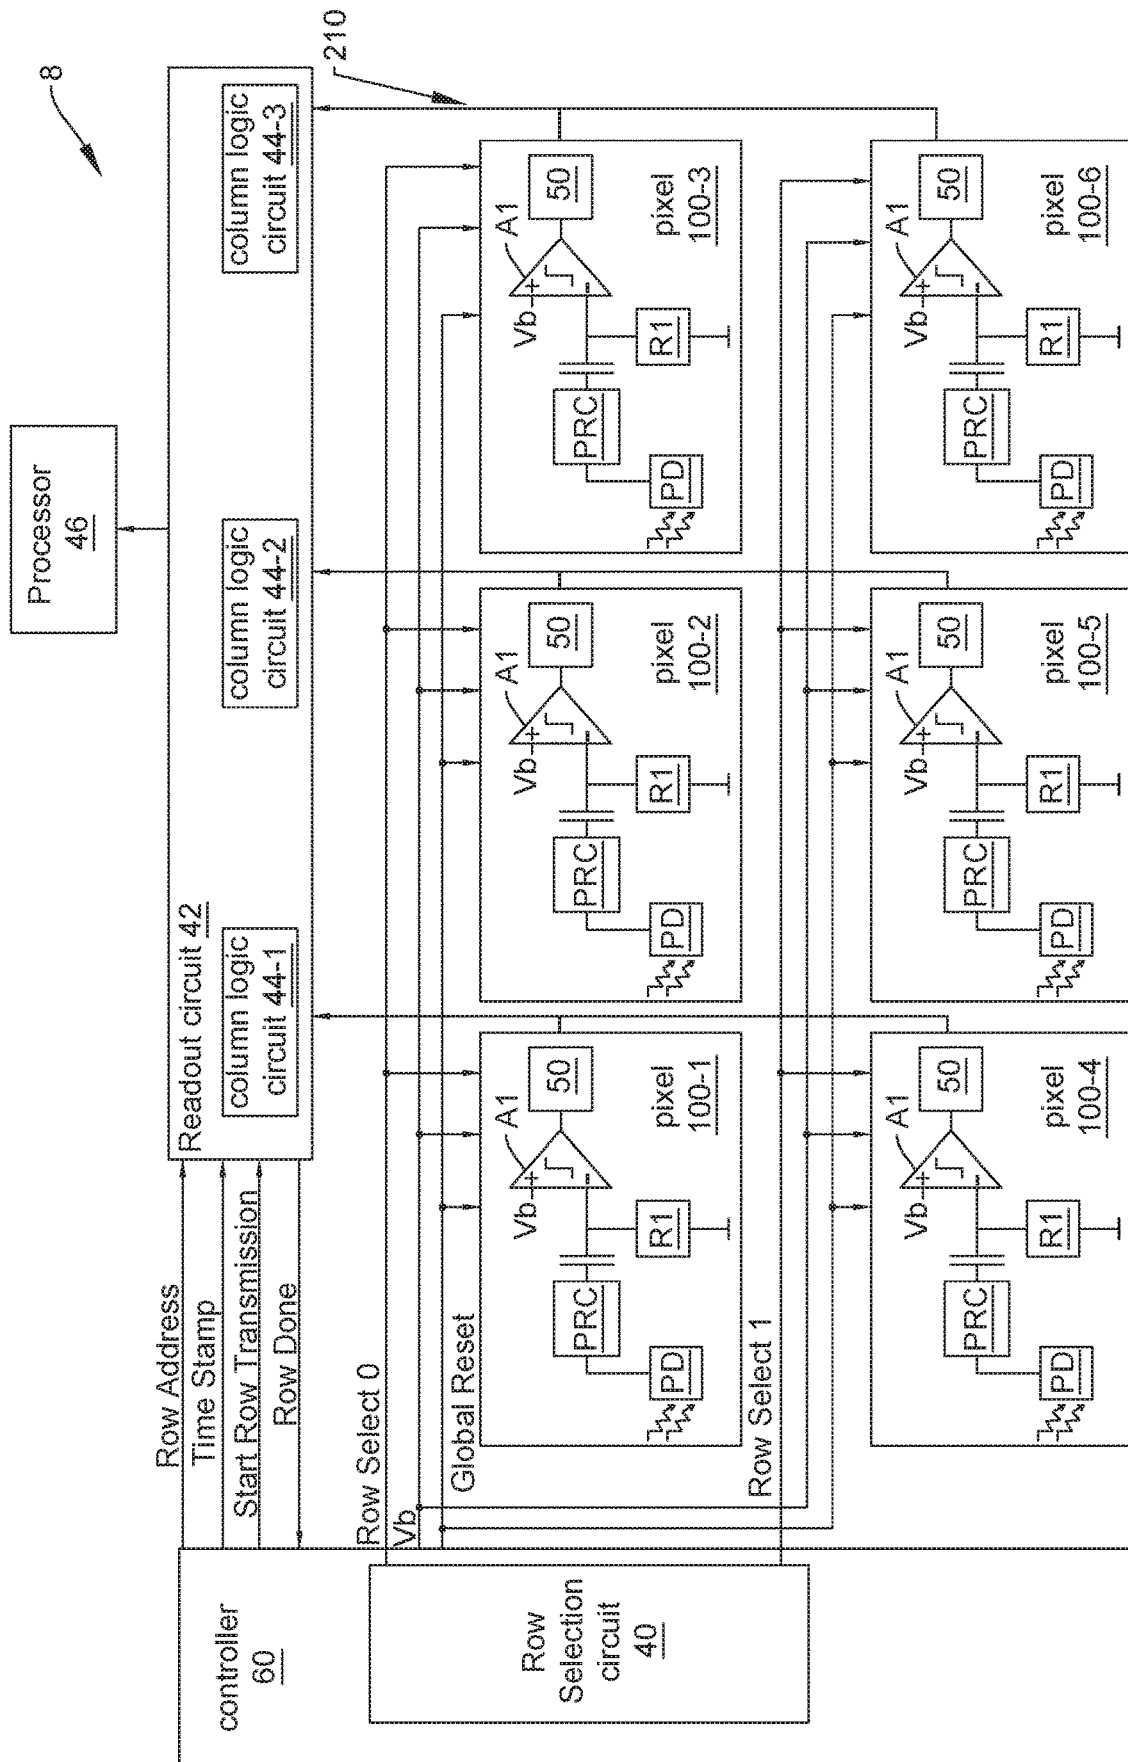 8
Processor
46
Readout circuit 42
column logic
circuit 44-1
column logic
circuit 44-2
column logic
circuit 44-3
210
controller
60
Row Address
Time Stamp
Start Row Transmission
Row Done
Row Select 0
Vb
Global Reset
Row
Selection
circuit
40
Row Select 1
Vb
+
-
A1
50
PRC
R1
PD
pixel
100-1
Vb
+
-
A1
50
PRC
R1
PD
pixel
100-2
Vb
+
-
A1
50
PRC
R1
PD
pixel
100-3
Vb
+
-
A1
50
PRC
R1
PD
pixel
100-4
Vb
+
-
A1
50
PRC
R1
PD
pixel
100-5
Vb
+
-
A1
50
PRC
R1
PD
pixel
100-6